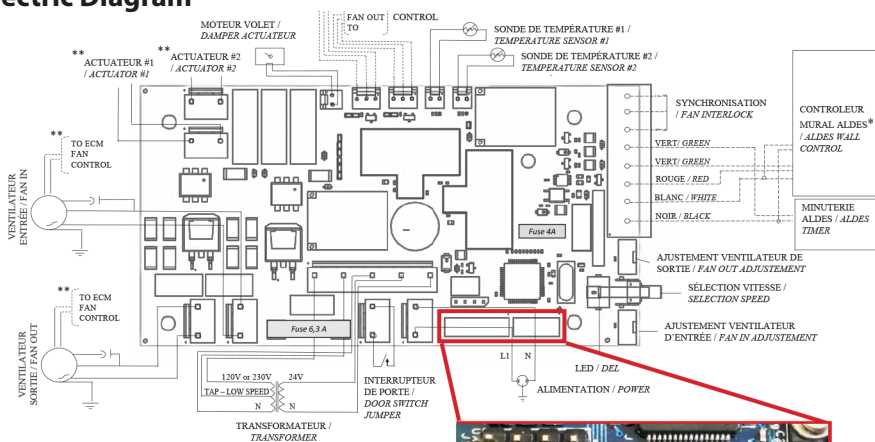 ectric Diagram
MOTEUR VOLET /
DAMPER ACTUATEUR
FAN OUT
TO
CONTROL
SONDE DE TEMPÉRATURE #1 /
TEMPERATURE SENSOR #1
SONDE DE TEMPÉRATURE #2 /
TEMPERATURE SENSOR #2
**
ACTUATEUR #1
/ ACTUATOR #1
**
ACTUATEUR #2
/ ACTUATOR #2
**
TO ECM
FAN
CONTROL
VENTILATEUR
ENTRÉE / FAN IN
SYNCHRONISATION
/ FAN INTERLOCK
VERT/ GREEN
VERT/ GREEN
ROUGE / RED
BLANC / WHITE
NOIR / BLACK
CONTROLEUR
MURAL ALDES*
/ ALDES WALL
CONTROL
MINUTERIE
ALDES / ALDES
TIMER
Fuse 4A
AJUSTEMENT VENTILATEUR DE
SORTIE / FAN OUT ADJUSTEMENT
SÉLECTION VITESSE /
SELECTION SPEED
AJUSTEMENT VENTILATEUR
D'ENTRÉE / FAN IN ADJUSTEMENT
**
TO ECM
FAN
CONTROL
VENTILATEUR
SORTIE / FAN OUT
Fuse 6,3 A
L1 N
LED / DEL
ALIMENTATION / POWER
120V or 230V 24V
TAP – LOW SPEED
N N
INTERRUPTEUR
DE PORTE /
DOOR SWITCH
JUMPER
TRANSFORMATEUR /
TRANSFORMER